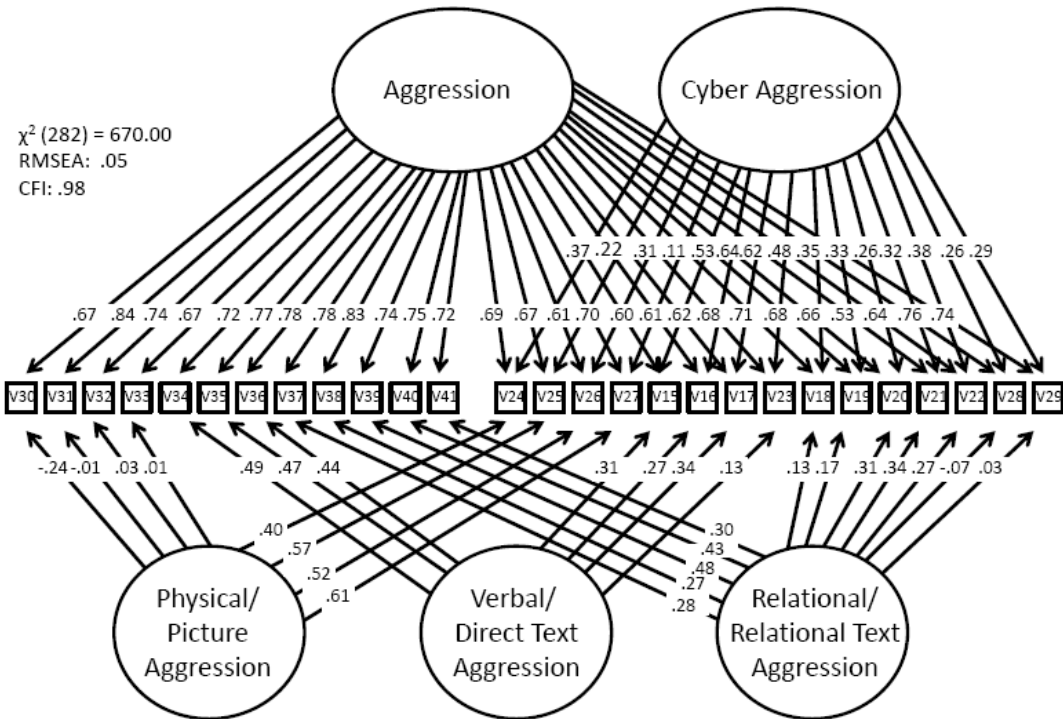 Aggression
Cyber Aggression
χ² (282) = 670.00
RMSEA: .05
CFI: .98
.37 .22 .31 .11 .53 .64 .62 .48 .35 .33 .26 .32 .38 .26 .29
.67 .84 .74 .67 .72 .77 .78 .78 .83 .74 .75 .72 .69 .67 .61 .70 .60 .61 .62 .68 .71 .68 .66 .53 .64 .76 .74
V30 V31 V32 V33 V34 V35 V36 V37 V38 V39 V40 V41 V24 V25 V26 V27 V15 V16 V17 V23 V18 V19 V20 V21 V22 V28 V29
-.24 -.01 .03 .01 .49 .47 .44 .31 .27 .34 .13 .13 .17 .31 .34 .27 -.07 .03
.40 .30
.57 .43
.52 .48
.61 .27
.28
Physical/
Picture
Aggression
Verbal/
Direct Text
Aggression
Relational/
Relational Text
Aggression